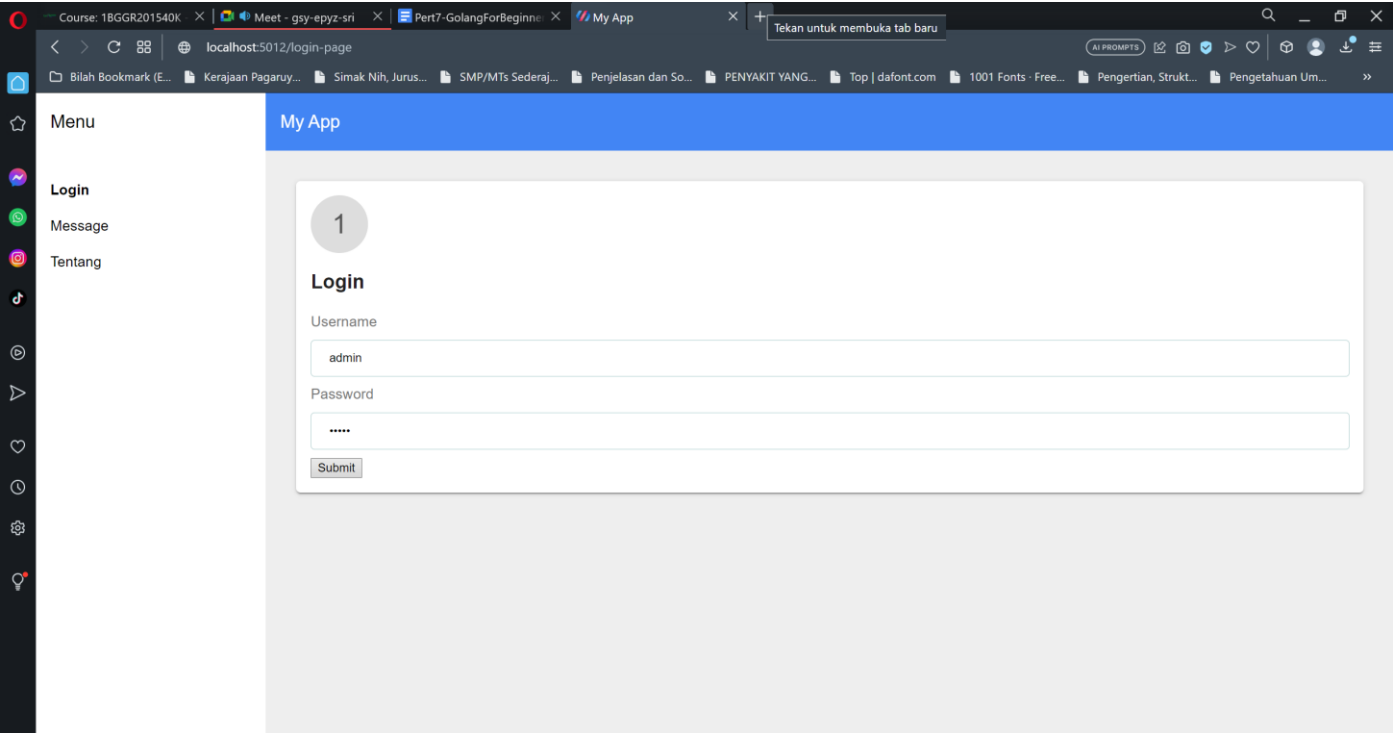 Course: 1BGGR201540K
Meet - gsy-epyz-sri
Pert7-GolangForBeginner
My App
Tekan untuk membuka tab baru
localhost:5012/login-page
AI PROMPTS
Bilah Bookmark (E...
Kerajaan Pagaruy...
Simak Nih, Jurus...
SMP/MTs Sederaj...
Penjelasan dan So...
PENYAKIT YANG...
Top | dafont.com
1001 Fonts · Free...
Pengertian, Strukt...
Pengetahuan Um...
Menu
My App
Login
Message
Tentang
1
Login
Username
admin
Password
•••••
Submit